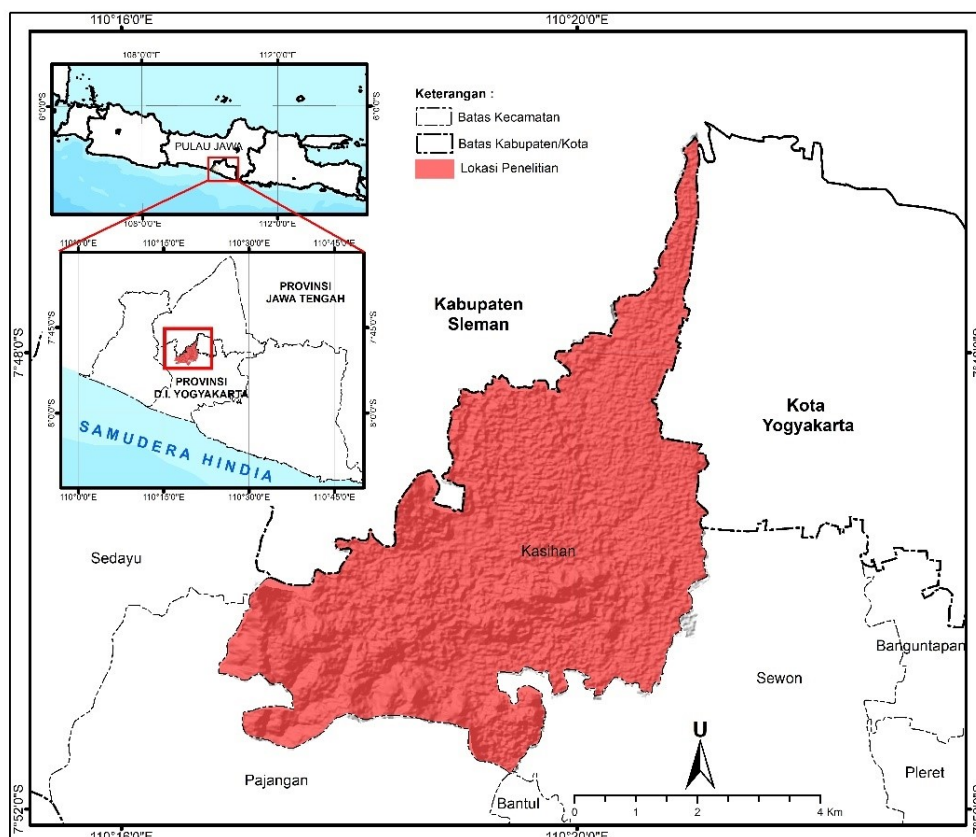 110°16'0"E
110°20'0"E
108°0'0"E
112°0'0"E
6°0'0"S
6°0'0"S
PULAU JAWA
108°0'0"E
112°0'0"E
Keterangan :
Batas Kecamatan
Batas Kabupaten/Kota
Lokasi Penelitian
110°0'0"E
110°15'0"E
110°30'0"E
110°45'0"E
PROVINSI
JAWA TENGAH
7°45'0"S
7°45'0"S
PROVINSI
D.I. YOGYAKARTA
8°0'0"S
8°0'0"S
SAMUDERA HINDIA
110°0'0"E
110°15'0"E
110°30'0"E
110°45'0"E
Kabupaten
Sleman
7°48'0"S
Kota
Yogyakarta
Sedayu
Kasihan
Banguntapan
Sewon
U
Pajangan
Bantul
Pleret
0
1
2
4 Km
7°52'0"S
110°16'0"E
110°20'0"E